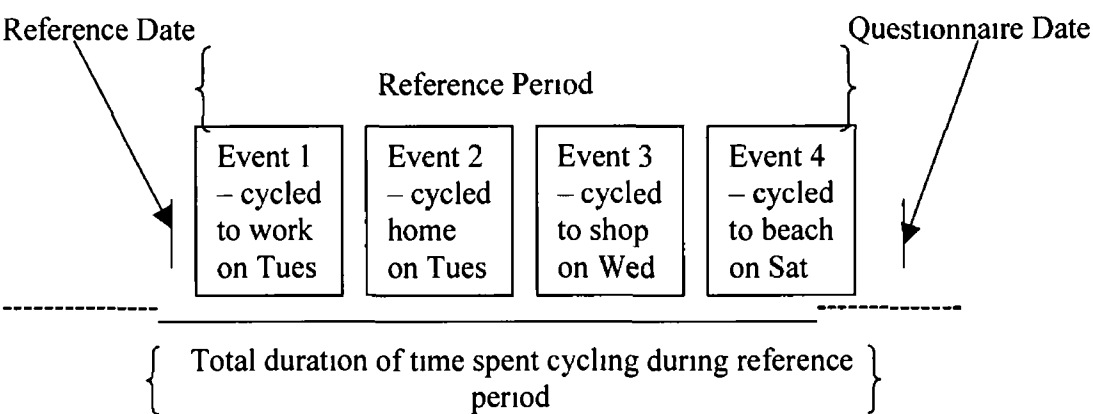 Reference Date
Questionnaire Date
Reference Period
Event 1
– cycled
to work
on Tues
Event 2
– cycled
home
on Tues
Event 3
– cycled
to shop
on Wed
Event 4
– cycled
to beach
on Sat
Total duration of time spent cycling during reference
period